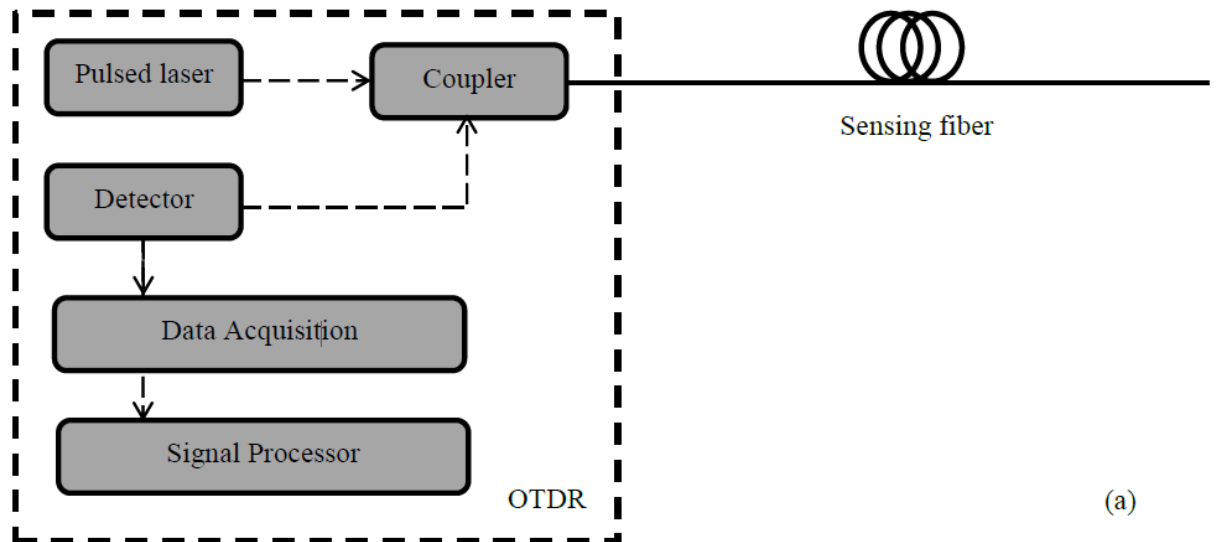 Pulsed laser
Coupler
Sensing fiber
Detector
Data Acquisition
Signal Processor
OTDR
(a)